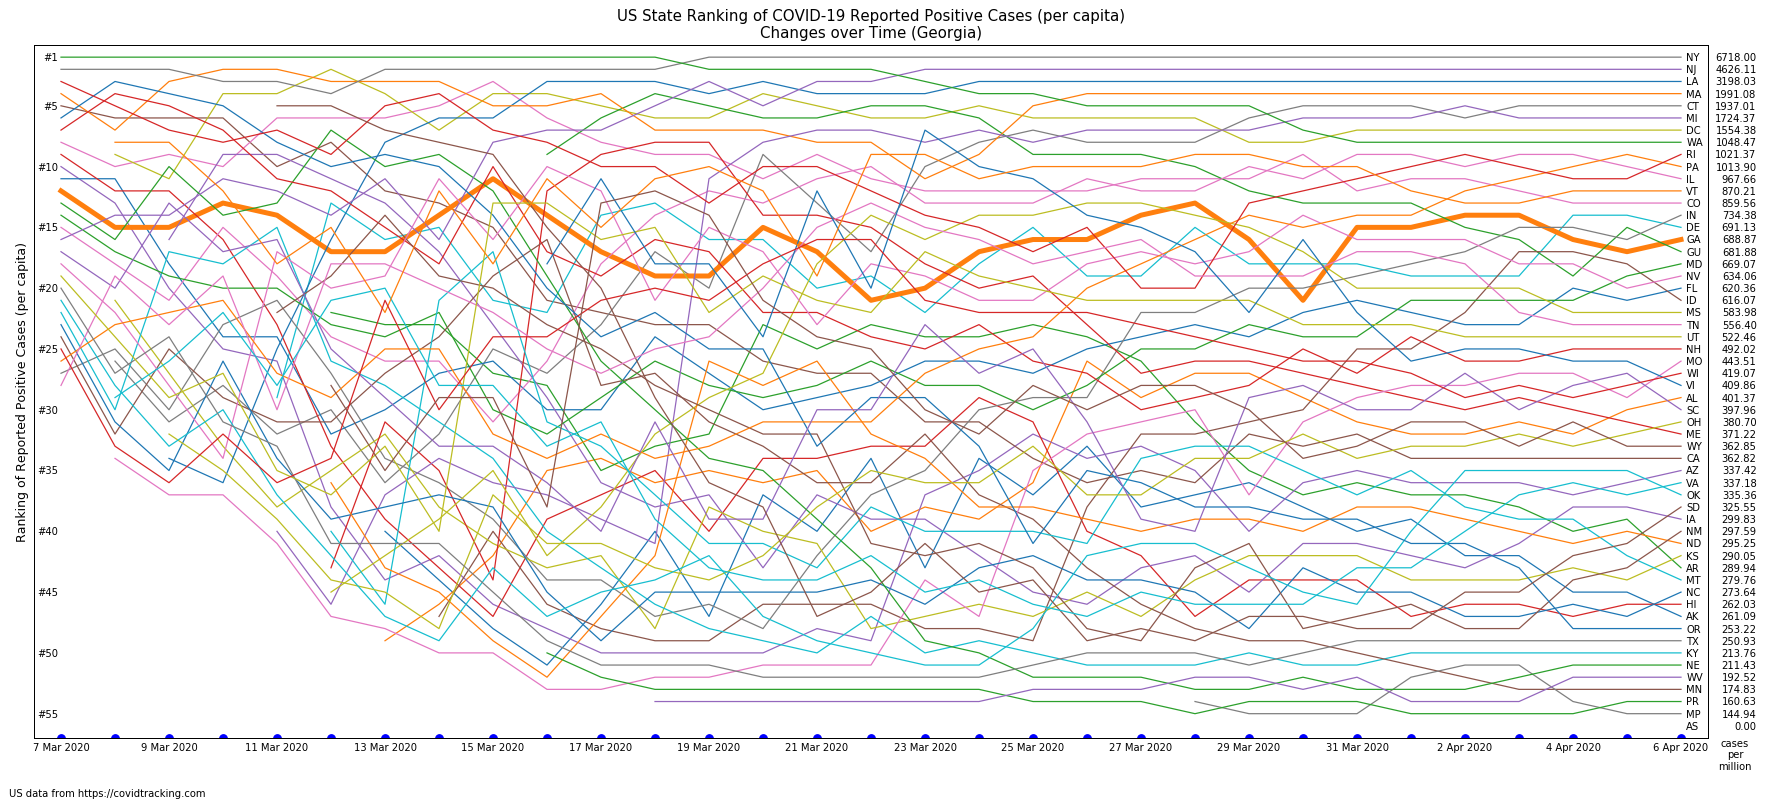 US State Ranking of COVID-19 Reported Positive Cases (per capita)
Changes over Time (Georgia)
Ranking of Reported Positive Cases (per capita)
#1
#5
#10
#15
#20
#25
#30
#35
#40
#45
#50
#55
NY 6718.00
NJ 4626.11
LA 3198.03
MA 1991.08
CT 1937.01
MI 1724.37
DC 1554.38
WA 1048.47
RI 1021.37
PA 1013.90
IL 967.66
VT 870.21
CO 859.56
IN 734.38
DE 691.13
GA 688.87
GU 681.88
MD 669.07
NV 634.06
FL 620.36
ID 616.07
MS 583.98
TN 556.40
UT 522.46
NH 492.02
MO 443.51
WI 419.07
VI 409.86
AL 401.37
SC 397.96
OH 380.70
ME 371.22
WY 362.85
CA 362.82
AZ 337.42
VA 337.18
OK 335.36
SD 325.55
IA 299.83
NM 297.59
ND 295.25
KS 290.05
AR 289.94
MT 279.76
NC 273.64
HI 262.03
AK 261.09
OR 253.22
TX 250.93
KY 213.76
NE 211.43
WV 192.52
MN 174.83
PR 160.63
MP 144.94
AS 0.00
7 Mar 2020 9 Mar 2020 11 Mar 2020 13 Mar 2020 15 Mar 2020 17 Mar 2020 19 Mar 2020 21 Mar 2020 23 Mar 2020 25 Mar 2020 27 Mar 2020 29 Mar 2020 31 Mar 2020 2 Apr 2020 4 Apr 2020 6 Apr 2020
cases
per
million
US data from https://covidtracking.com